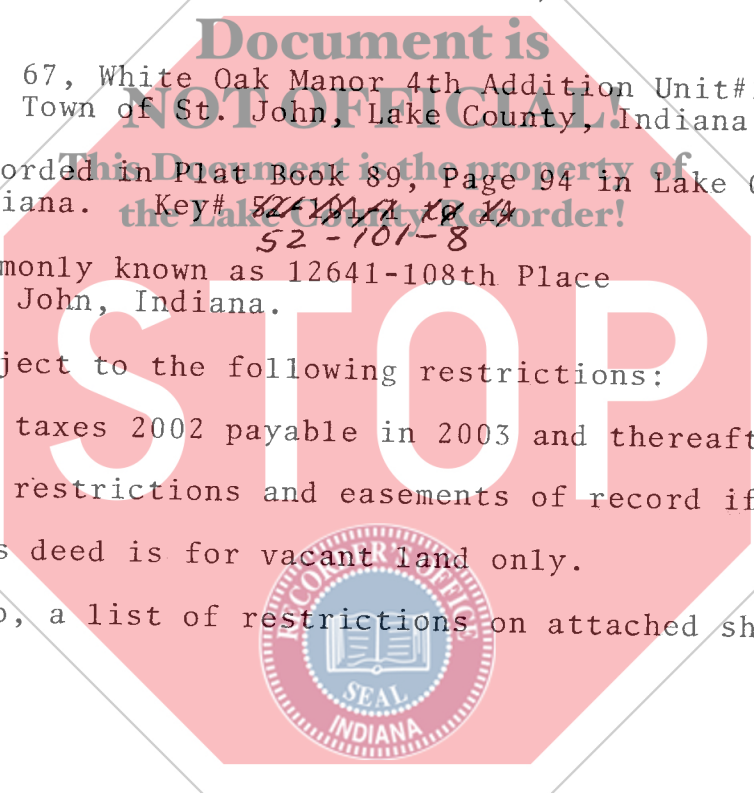 Document is
67, White Oak Manor 4th Addition Unit#
NOT OFFICIAL!
Town of St. John, Lake County, Indiana
This Document is the property of
orded in Plat Book 89, Page 94 in Lake
the Lake County Recorder!
iana. Key#
52-101-8
monly known as 12641-108th Place
John, Indiana.
STOP
ject to the following restrictions:
taxes 2002 payable in 2003 and thereaft
restrictions and easements of record if
s deed is for vacant land only.
o, a list of restrictions on attached sh
RECORDER'S OFFICE
SEAL
INDIANA